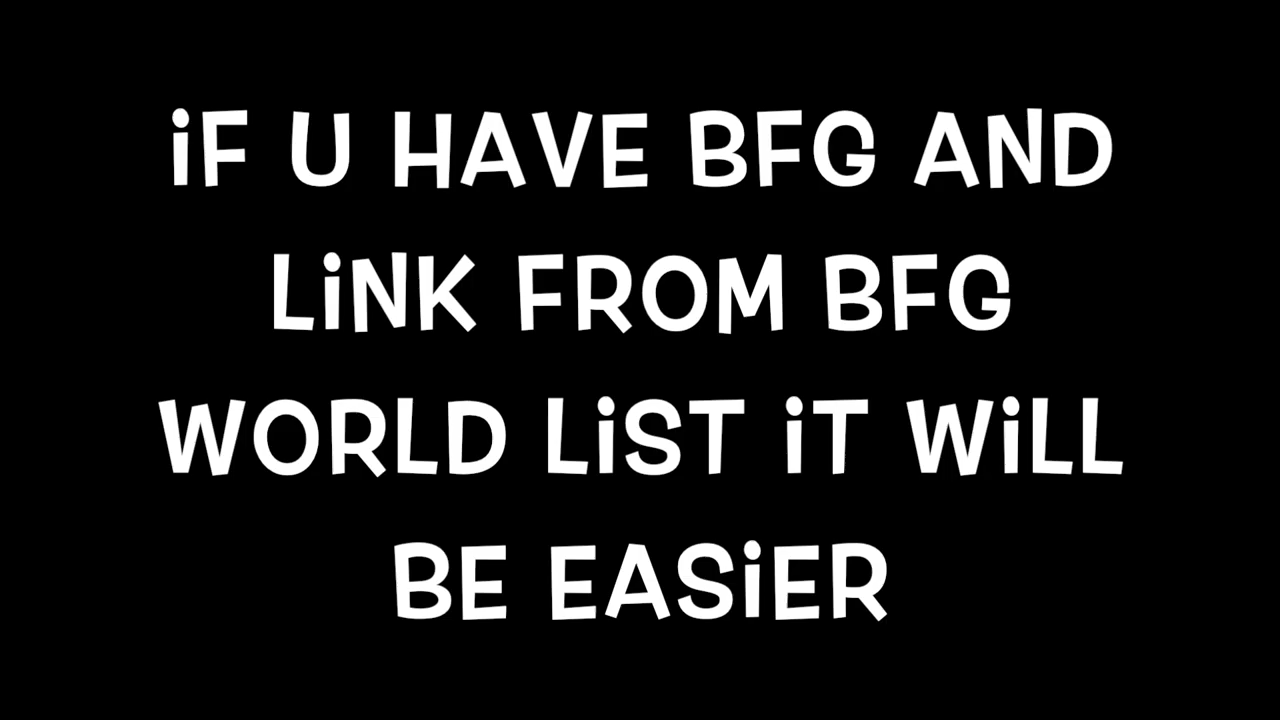 iF U HAVE BFG AND
LiNK FROM BFG
WORLD LiST iT WiLL
BE EASiER